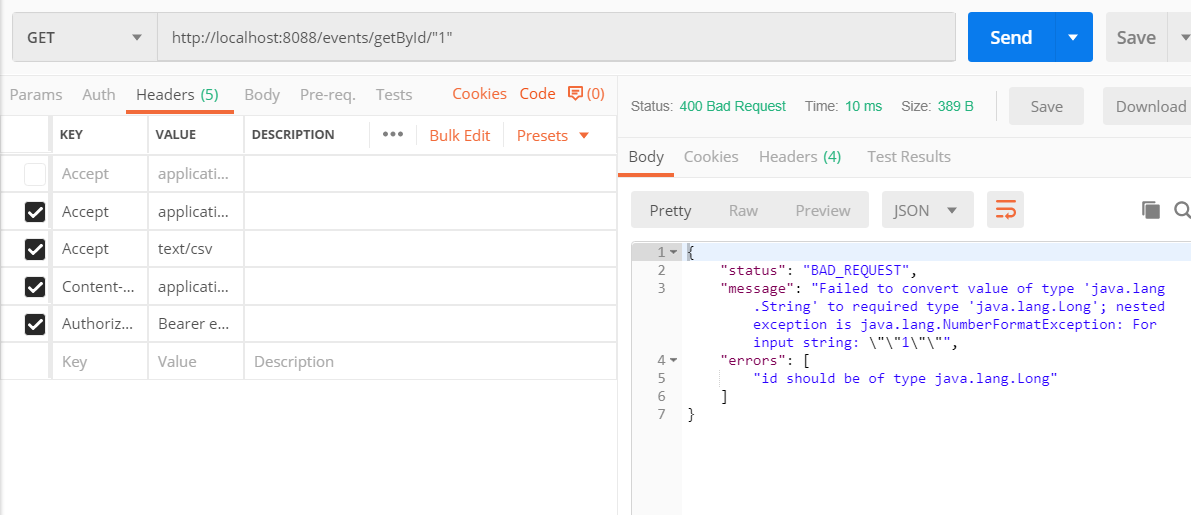 GET
http://localhost:8088/events/getById/"1"
Send
Save
Params Auth Headers (5) Body Pre-req. Tests Cookies Code (0)
KEY VALUE DESCRIPTION ••• Bulk Edit Presets
Accept applicati...
Accept applicati...
Accept text/csv
Content-... applicati...
Authoriz... Bearer e...
Key Value Description
Status: 400 Bad Request Time: 10 ms Size: 389 B Save Download
Body Cookies Headers (4) Test Results
Pretty Raw Preview JSON
1 {
2 "status": "BAD_REQUEST",
3 "message": "Failed to convert value of type 'java.lang
.String' to required type 'java.lang.Long'; nested
exception is java.lang.NumberFormatException: For
input string: \"\"1\"\"",
4 "errors": [
5 "id should be of type java.lang.Long"
6 ]
7 }